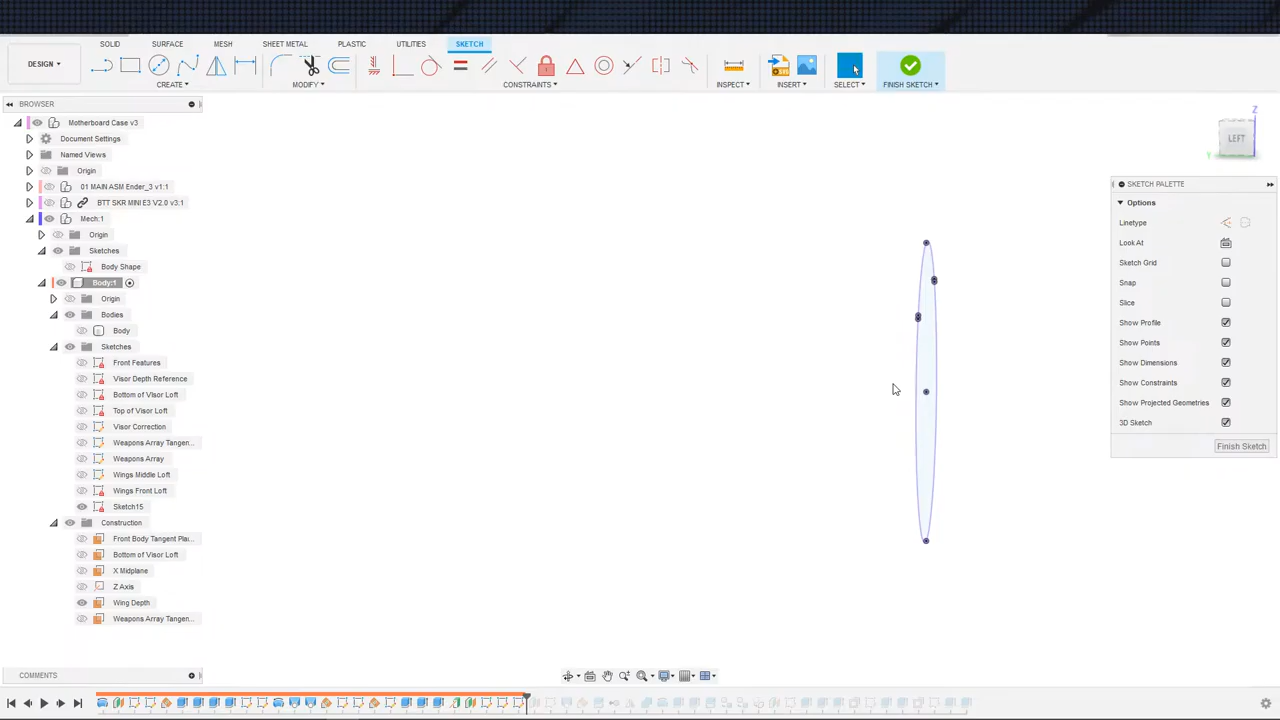 SOLID SURFACE MESH SHEET METAL PLASTIC UTILITIES SKETCH
DESIGN
CREATE MODIFY CONSTRAINTS INSPECT INSERT SELECT FINISH SKETCH
BROWSER
Motherboard Case v3
Document Settings
Named Views
Origin
01 MAIN ASM Ender_3 v1:1
BTT SKR MINI E3 V2.0 v3:1
Mech:1
Origin
Sketches
Body Shape
Body:1
Origin
Bodies
Body
Sketches
Front Features
Visor Depth Reference
Bottom of Visor Loft
Top of Visor Loft
Visor Correction
Weapons Array Tangen...
Weapons Array
Wings Middle Loft
Wings Front Loft
Sketch15
Construction
Front Body Tangent Pla...
Bottom of Visor Loft
X Midplane
Z Axis
Wing Depth
Weapons Array Tangen...
COMMENTS
Z
LEFT
Y
SKETCH PALETTE
Options
Linetype
Look At
Sketch Grid
Snap
Slice
Show Profile
Show Points
Show Dimensions
Show Constraints
Show Projected Geometries
3D Sketch
Finish Sketch